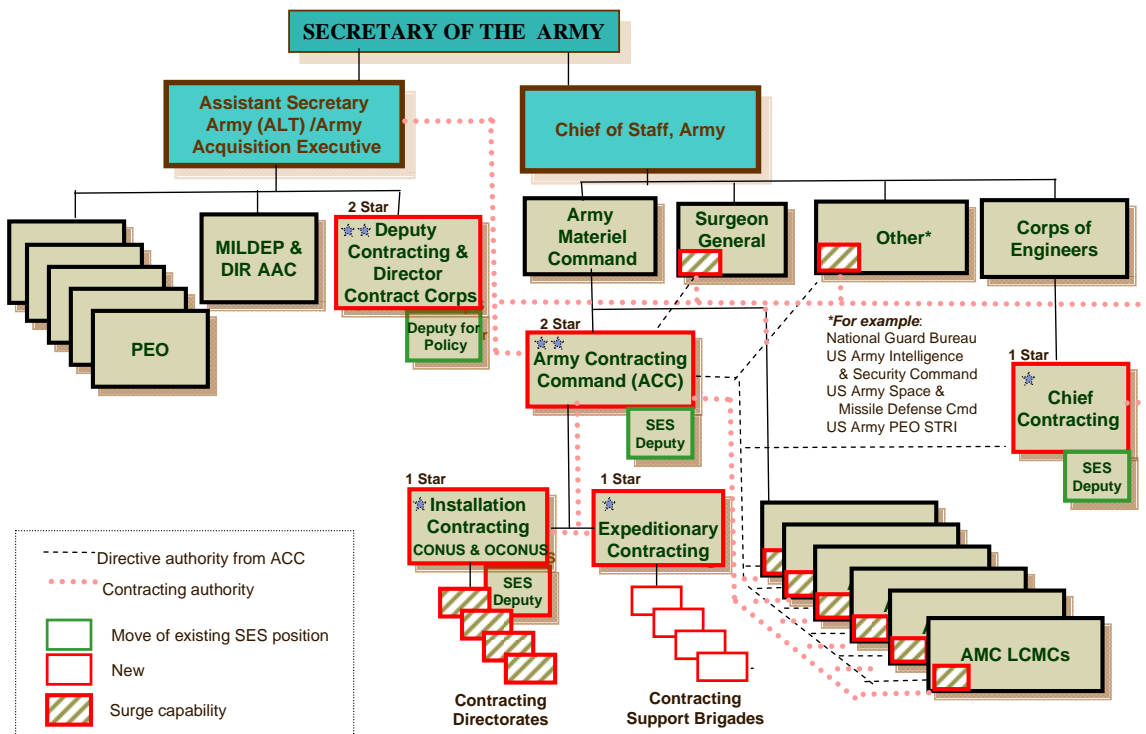 SECRETARY OF THE ARMY
Assistant Secretary
Army (ALT) /Army
Acquisition Executive
Chief of Staff, Army
2 Star
MILDEP &
DIR AAC
Deputy
Contracting &
Director
Contract Corps
Deputy for
Policy
PEO
Army
Materiel
Command
Surgeon
General
Other*
Corps of
Engineers
*For example:
National Guard Bureau
US Army Intelligence
& Security Command
US Army Space &
Missile Defense Cmd
US Army PEO STRI
2 Star
Army Contracting
Command (ACC)
SES
Deputy
1 Star
Chief
Contracting
SES
Deputy
1 Star
Installation
Contracting
CONUS & OCONUS
SES
Deputy
1 Star
Expeditionary
Contracting
AMC LCMCs
Contracting
Directorates
Contracting
Support Brigades
Directive authority from ACC
Contracting authority
Move of existing SES position
New
Surge capability